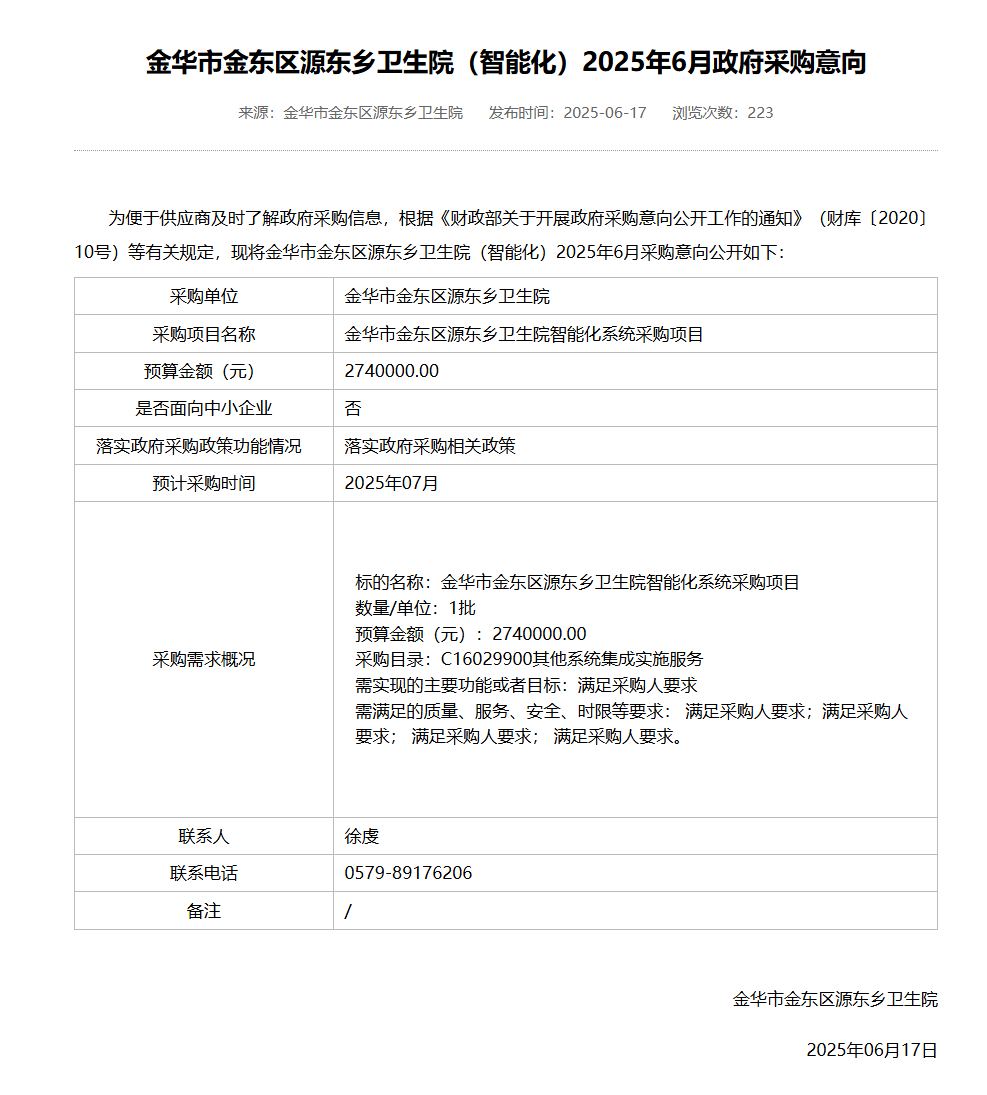 金华市金东区源东乡卫生院（智能化）2025年6月政府采购意向
来源：金华市金东区源东乡卫生院 发布时间：2025-06-17 浏览次数：223
为便于供应商及时了解政府采购信息，根据《财政部关于开展政府采购意向公开工作的通知》（财库〔2020〕
10号）等有关规定，现将金华市金东区源东乡卫生院（智能化）2025年6月采购意向公开如下：
采购单位 金华市金东区源东乡卫生院
采购项目名称 金华市金东区源东乡卫生院智能化系统采购项目
预算金额（元） 2740000.00
是否面向中小企业 否
落实政府采购政策功能情况 落实政府采购相关政策
预计采购时间 2025年07月
采购需求概况
标的名称：金华市金东区源东乡卫生院智能化系统采购项目
数量/单位：1批
预算金额（元）：2740000.00
采购目录：C16029900其他系统集成实施服务
需实现的主要功能或者目标：满足采购人要求
需满足的质量、服务、安全、时限等要求： 满足采购人要求；满足采购人
要求； 满足采购人要求； 满足采购人要求。
联系人 徐虔
联系电话 0579-89176206
备注 /
金华市金东区源东乡卫生院
2025年06月17日